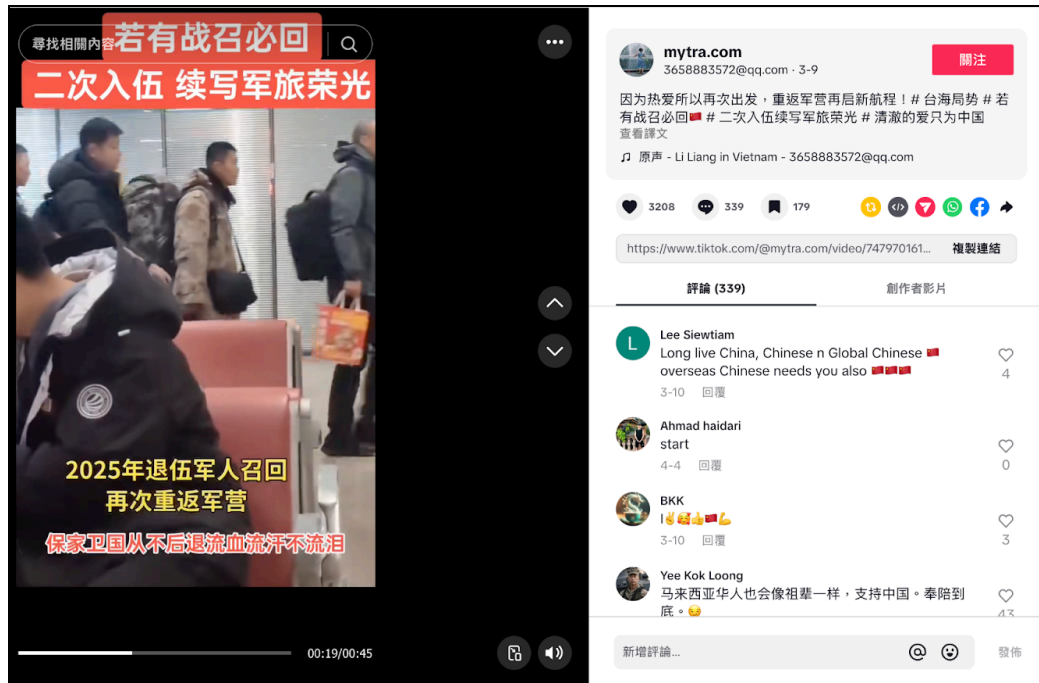 尋找相關內容
若有战召必回
二次入伍 续写军旅荣光
2025年退伍军人召回
再次重返军营
保家卫国从不后退流血流汗不流泪
00:19/00:45
mytra.com
3658883572@qq.com · 3-9
關注
因为热爱所以再次出发，重返军营再启新航程！# 台海局势 # 若
有战召必回🇨🇳 # 二次入伍续写军旅荣光 # 清澈的爱只为中国
查看譯文
原声 - Li Liang in Vietnam - 3658883572@qq.com
3208
339
179
https://www.tiktok.com/@mytra.com/video/747970161...
複製連結
評論 (339)
創作者影片
L
Lee Siewtiam
Long live China, Chinese n Global Chinese 🇨🇳
overseas Chinese needs you also 🇨🇳🇨🇳🇨🇳
4
3-10 回覆
Ahmad haidari
start
0
4-4 回覆
BKK
I✌️🥰👍🇨🇳💪
3
3-10 回覆
Yee Kok Loong
马来西亚华人也会像祖辈一样，支持中国。奉陪到
底。😏
43
新增評論...
發佈